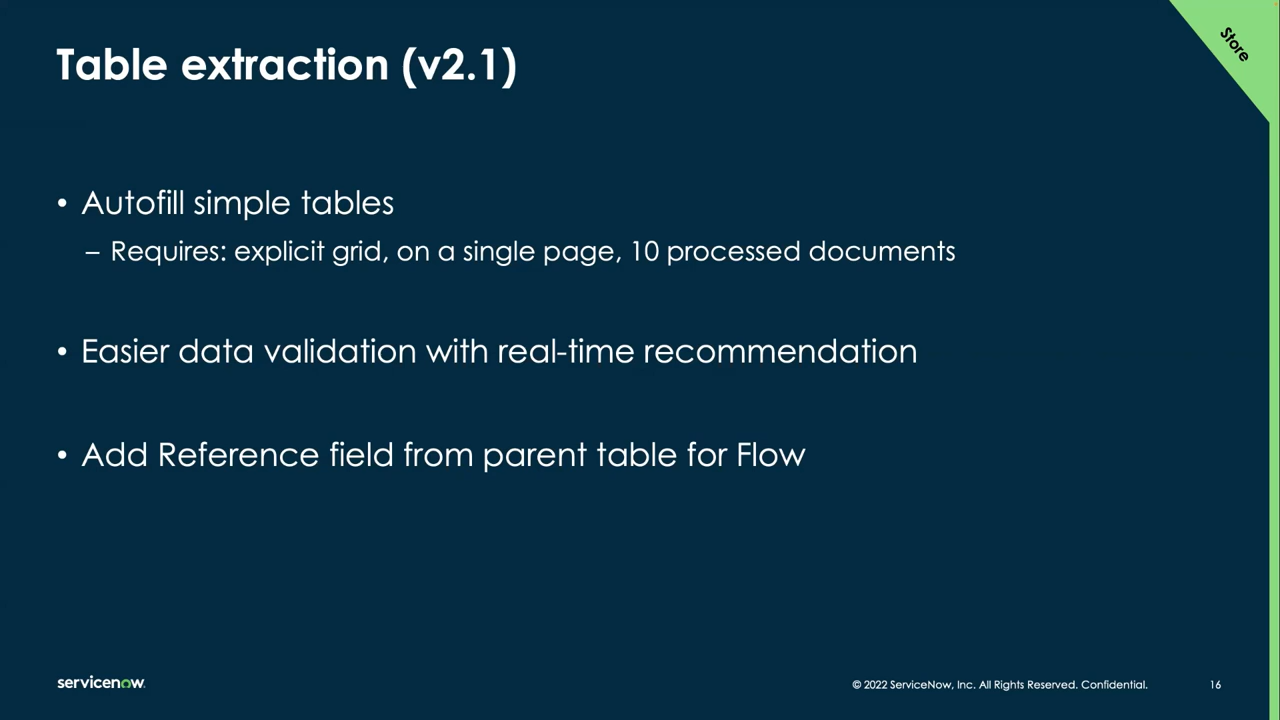 Store
Table extraction (v2.1)
• Autofill simple tables
– Requires: explicit grid, on a single page, 10 processed documents
• Easier data validation with real-time recommendation
• Add Reference field from parent table for Flow
servicenow.
© 2022 ServiceNow, Inc. All Rights Reserved. Confidential.
16